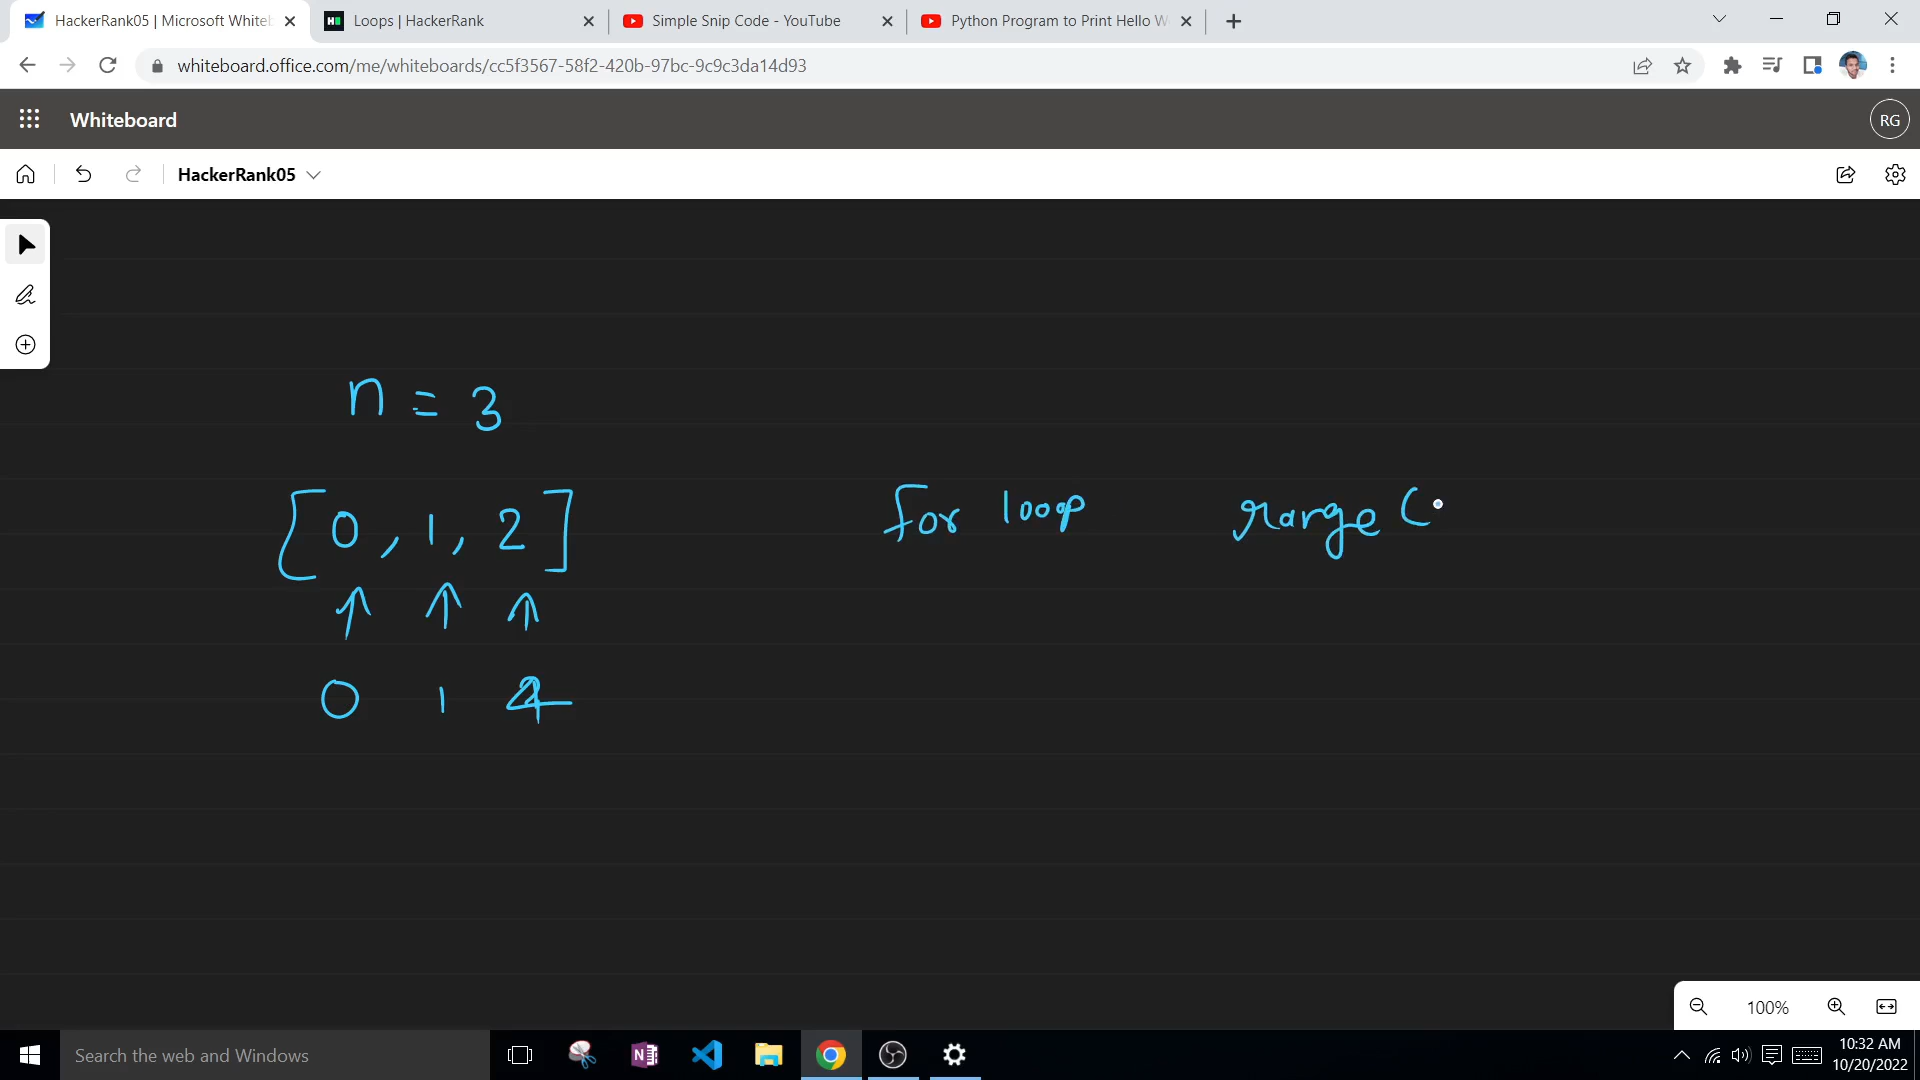 HackerRank05 | Microsoft Whiteb
Loops | HackerRank
Simple Snip Code - YouTube
Python Program to Print Hello W
whiteboard.office.com/me/whiteboards/cc5f3567-58f2-420b-97bc-9c9c3da14d93
Whiteboard
RG
HackerRank05
n = 3
[0, 1, 2]
for loop range (
0 1
100%
Search the web and Windows
10:32 AM
10/20/2022